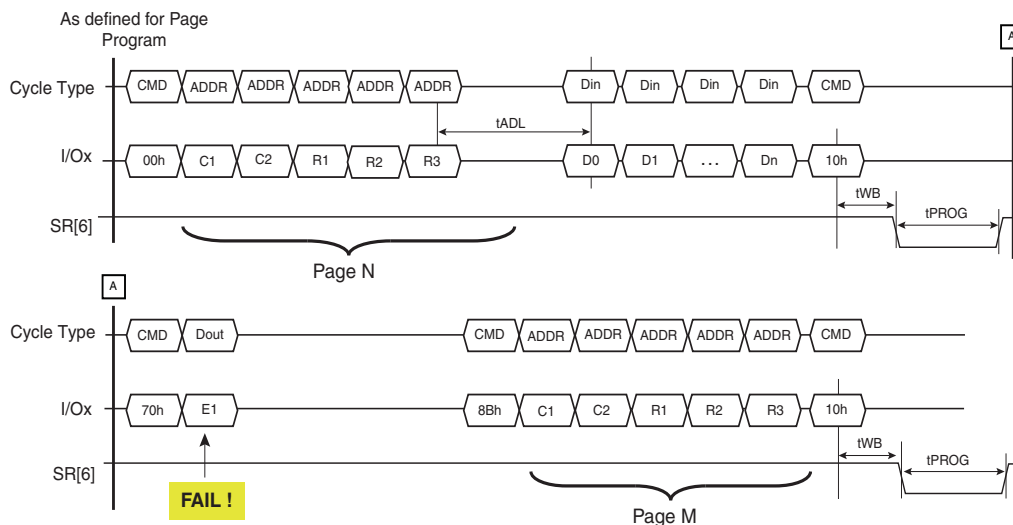 As defined for Page
Program
A
Cycle Type CMD ADDR ADDR ADDR ADDR ADDR Din Din Din Din CMD
tADL
I/Ox 00h C1 C2 R1 R2 R3 D0 D1 ... Dn 10h
tWB
tPROG
SR[6]
Page N
A
Cycle Type CMD Dout CMD ADDR ADDR ADDR ADDR ADDR CMD
I/Ox 70h E1 8Bh C1 C2 R1 R2 R3 10h
tWB
tPROG
SR[6]
FAIL !
Page M